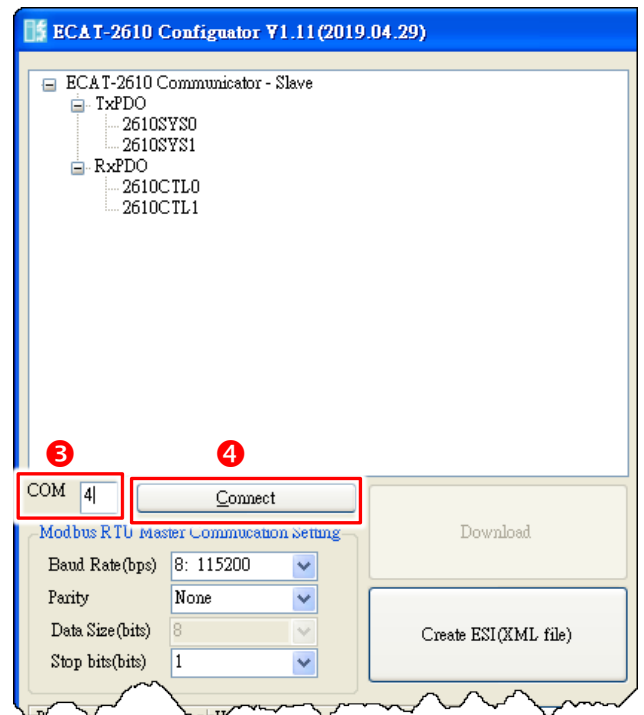 ECAT-2610 Configuator V1.11(2019.04.29)
ECAT-2610 Communicator - Slave
TxPDO
2610SYS0
2610SYS1
RxPDO
2610CTL0
2610CTL1
3 4
COM 4 Connect
Modbus RTU Master Commucation Setting
Download
Baud Rate(bps) 8: 115200
Parity None
Data Size(bits) 8
Create ESI(XML file)
Stop bits(bits) 1